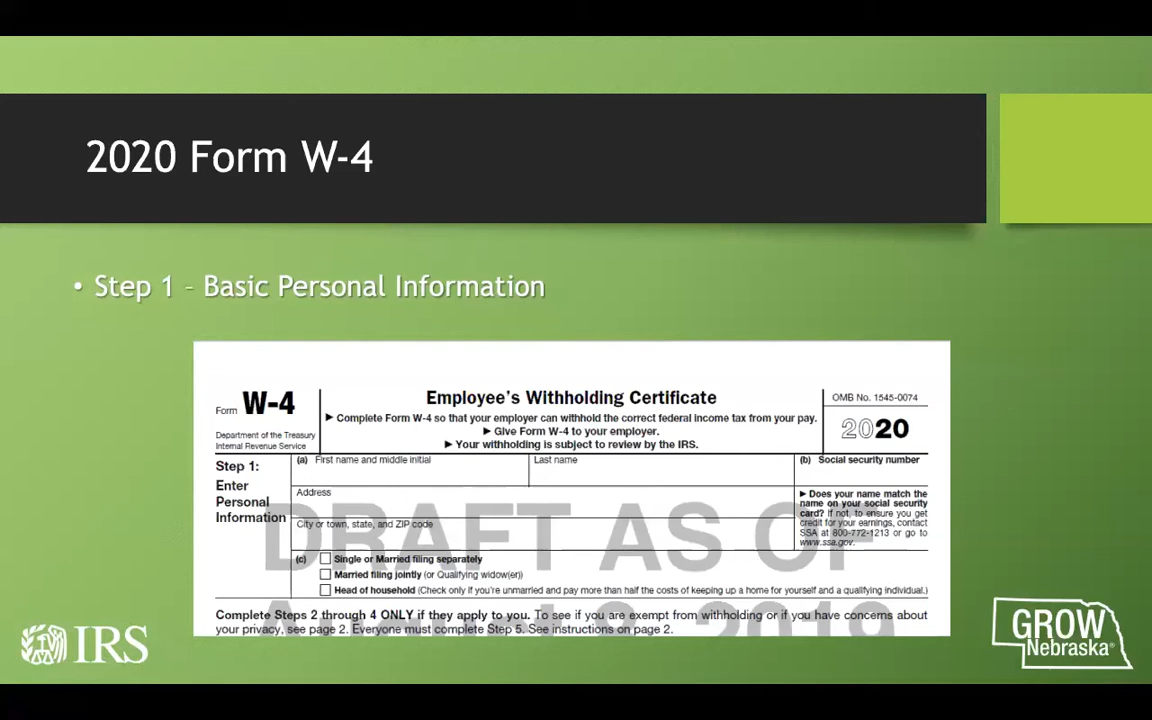 2020 Form W-4
• Step 1 – Basic Personal Information
Form W-4
Department of the Treasury
Internal Revenue Service
Employee's Withholding Certificate
▶ Complete Form W-4 so that your employer can withhold the correct federal income tax from your pay.
▶ Give Form W-4 to your employer.
▶ Your withholding is subject to review by the IRS.
OMB No. 1545-0074
2020
Step 1:
Enter
Personal
Information
(a) First name and middle initial
Last name
(b) Social security number
Address
City or town, state, and ZIP code
▶ Does your name match the
name on your social security
card? If not, to ensure you get
credit for your earnings, contact
SSA at 800-772-1213 or go to
www.ssa.gov.
(c) Single or Married filing separately
Married filing jointly (or Qualifying widow(er))
Head of household (Check only if you're unmarried and pay more than half the costs of keeping up a home for yourself and a qualifying individual.)
DRAFT AS OF
2019
Complete Steps 2 through 4 ONLY if they apply to you. To see if you are exempt from withholding or if you have concerns about
your privacy, see page 2. Everyone must complete Step 5. See instructions on page 2.
IRS
GROW
Nebraska®